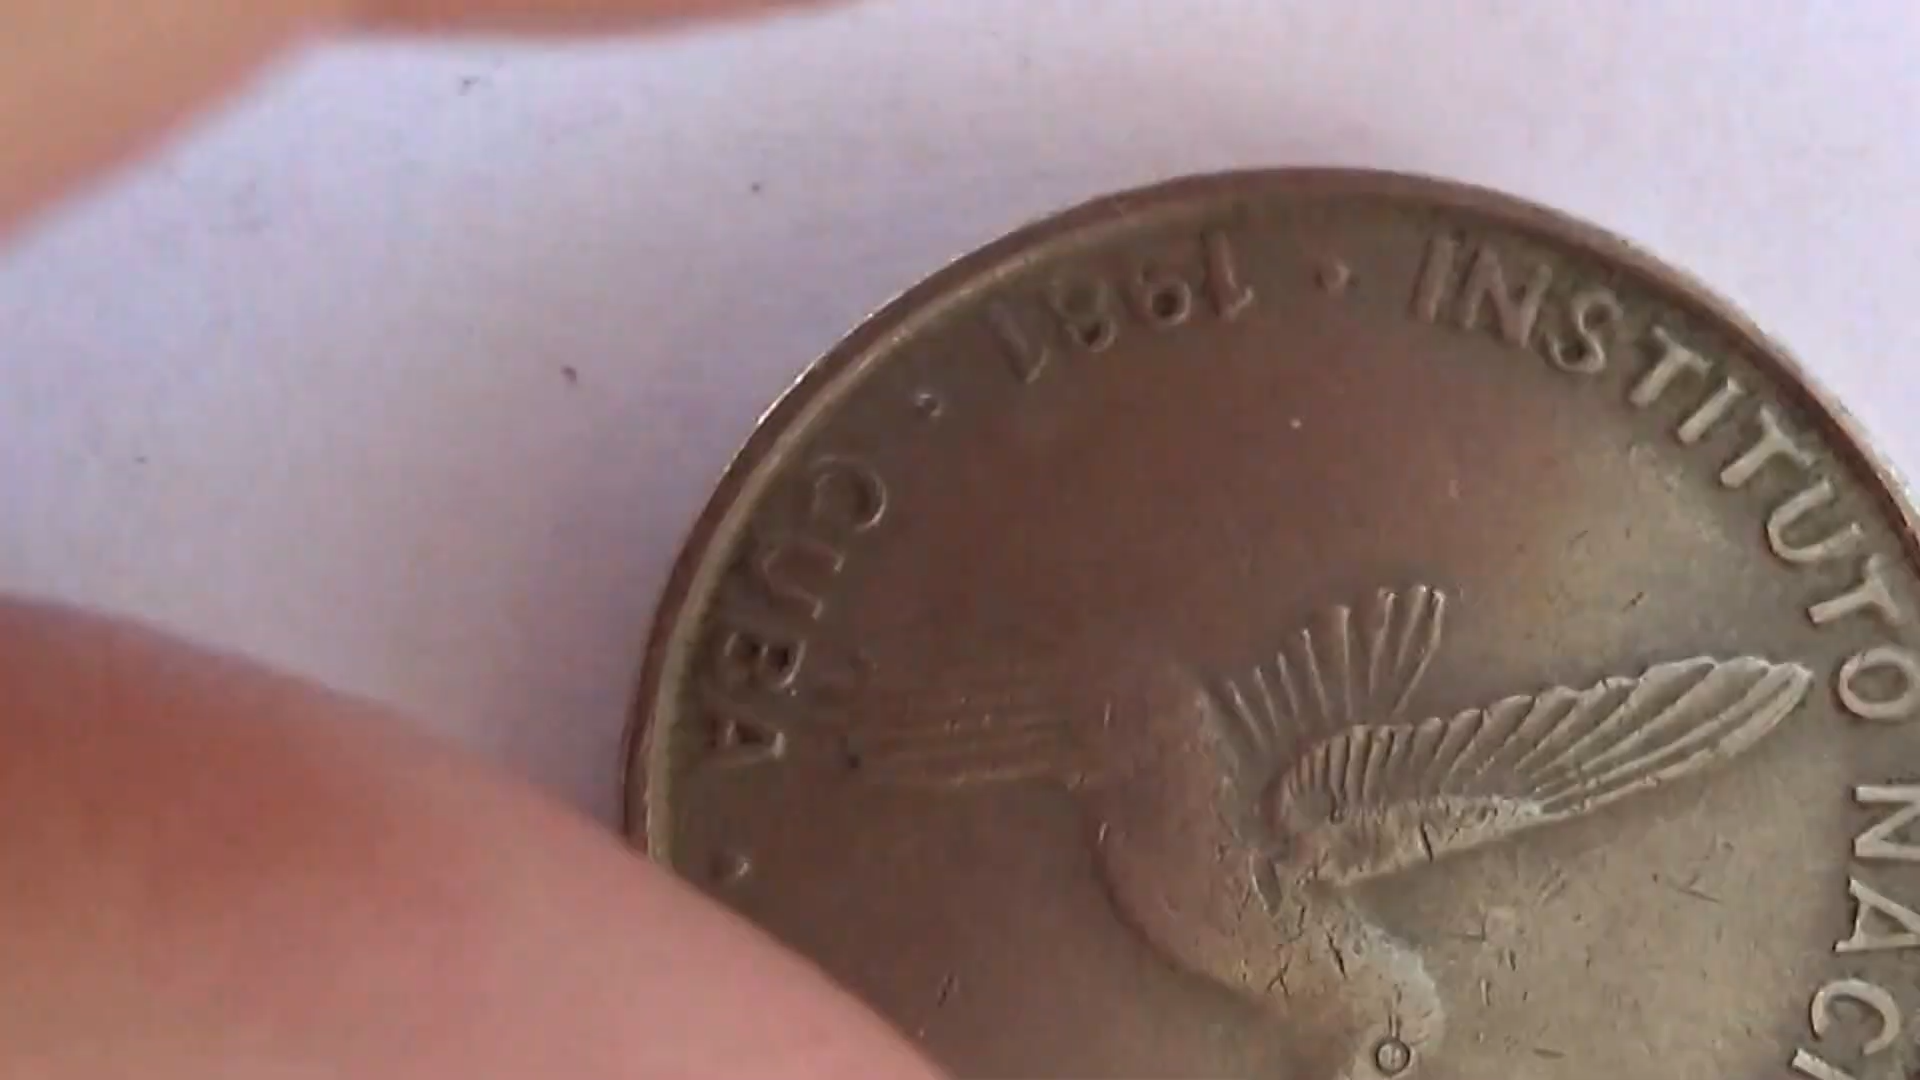 INSTITUTO NACI
1981 • CUBA •